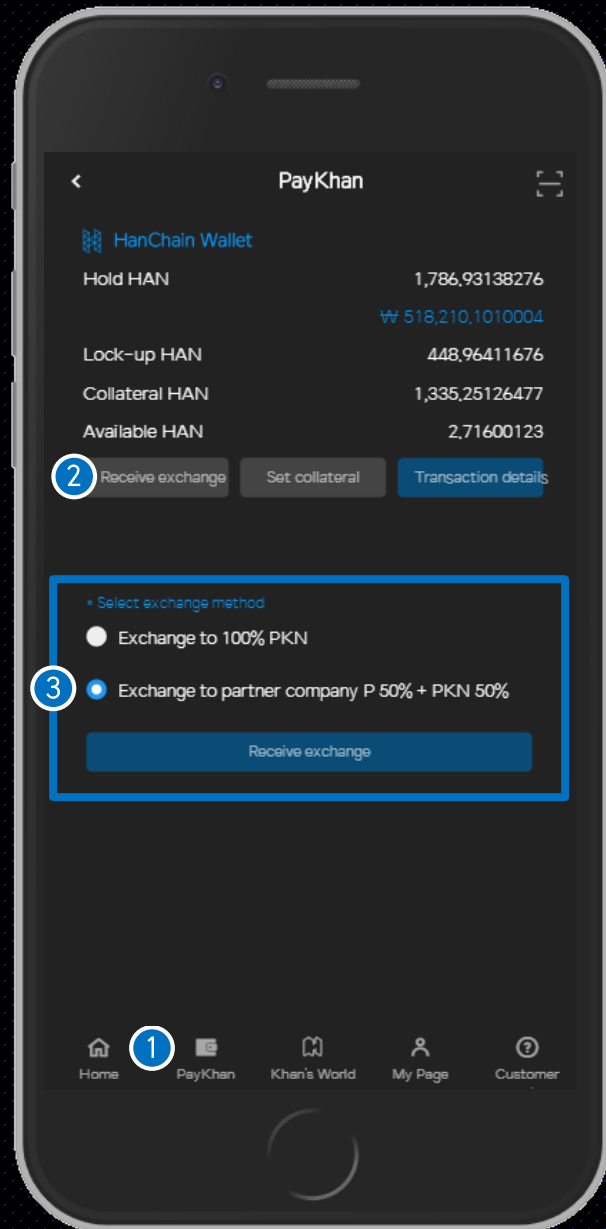 PayKhan
HanChain Wallet
Hold HAN 1,786,93138276
₩ 518,210,1010004
Lock-up HAN 448,96411676
Collateral HAN 1,335,25126477
Available HAN 2,71600123
2 Receive exchange Set collateral Transaction details
* Select exchange method
Exchange to 100% PKN
3 Exchange to partner company P 50% + PKN 50%
Receive exchange
1
Home PayKhan Khan's World My Page Customer